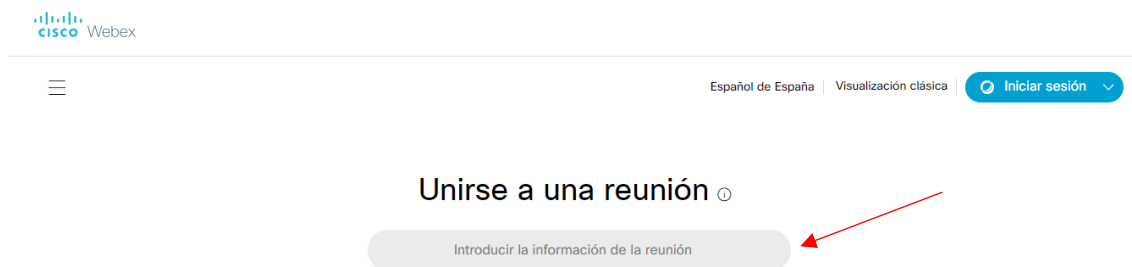 CISCO Webex
Español de España Visualización clásica Iniciar sesión
Unirse a una reunión
Introducir la información de la reunión